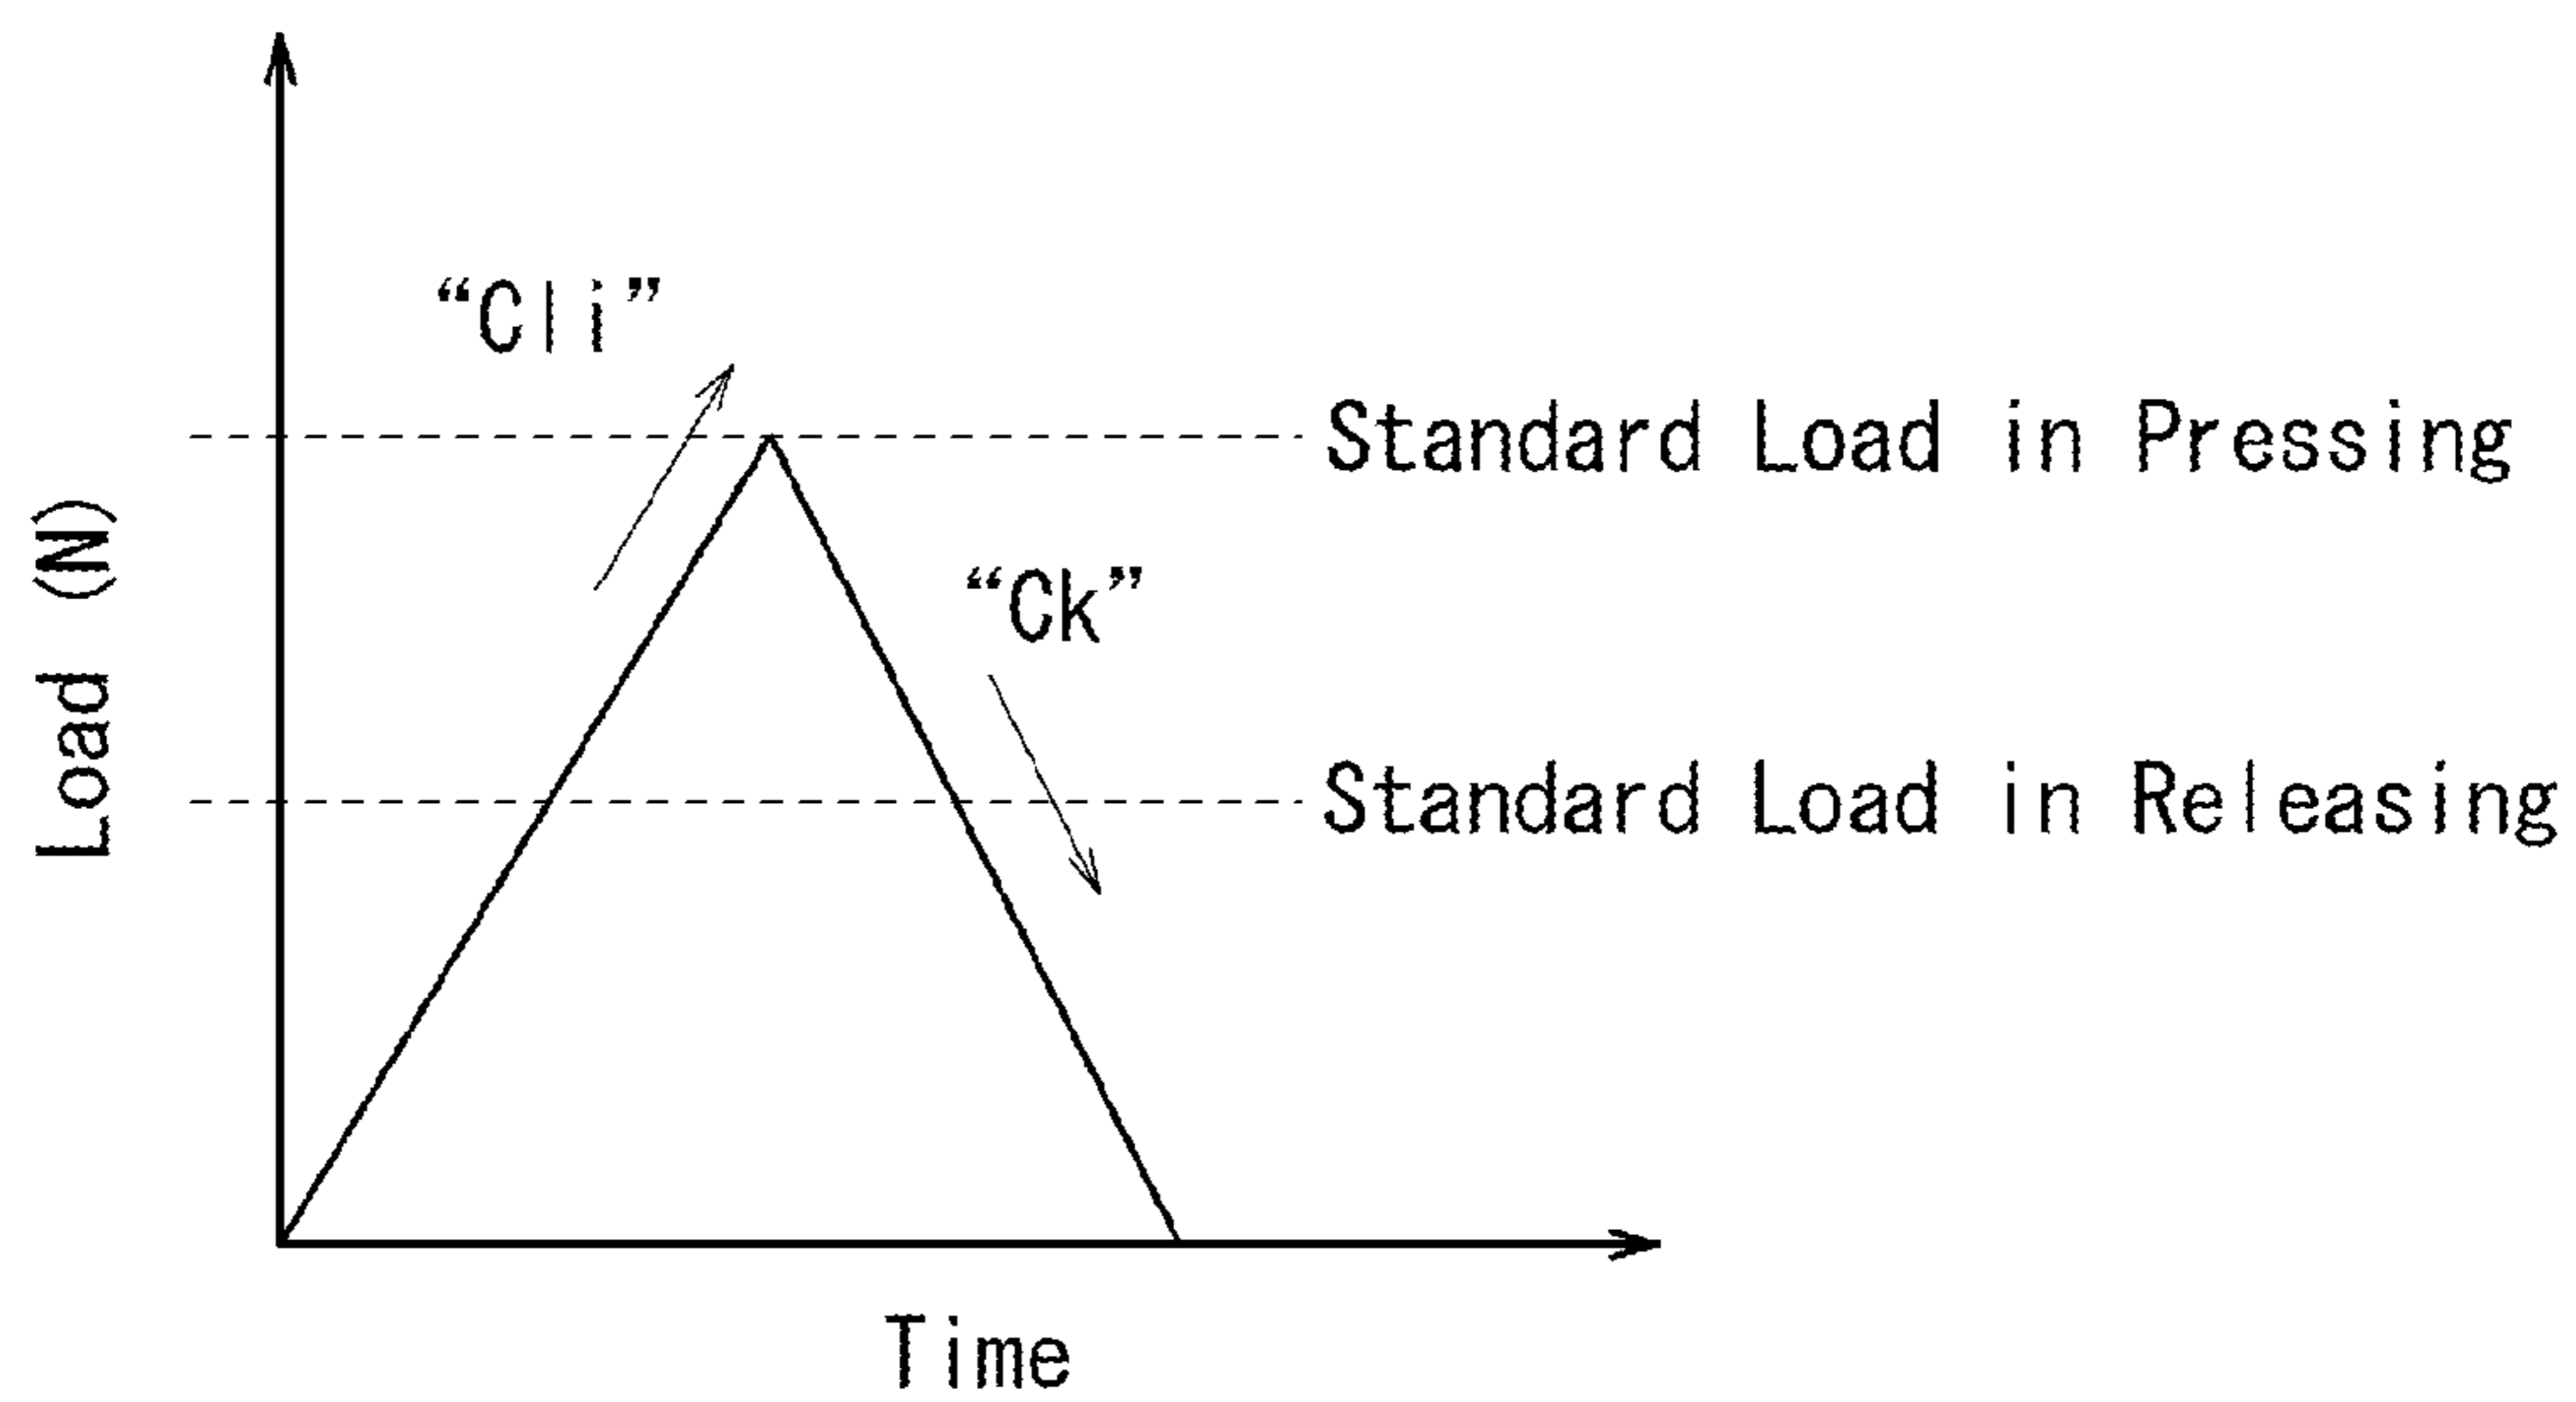 “Cli”
Standard Load in Pressing
“Ck”
Load (N)
Standard Load in Releasing
Time